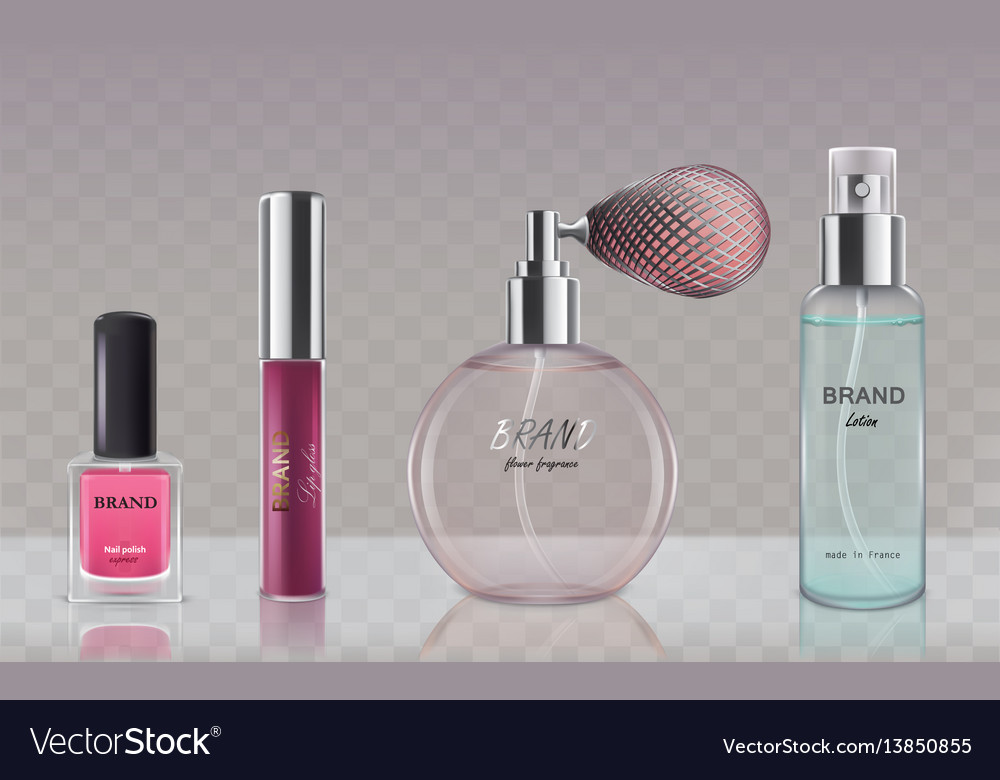 BRAND
Nail polish
express
BRAND
Lip gloss
BRAND
flower fragrance
BRAND
Lotion
made in France
VectorStock®
VectorStock.com/13850855